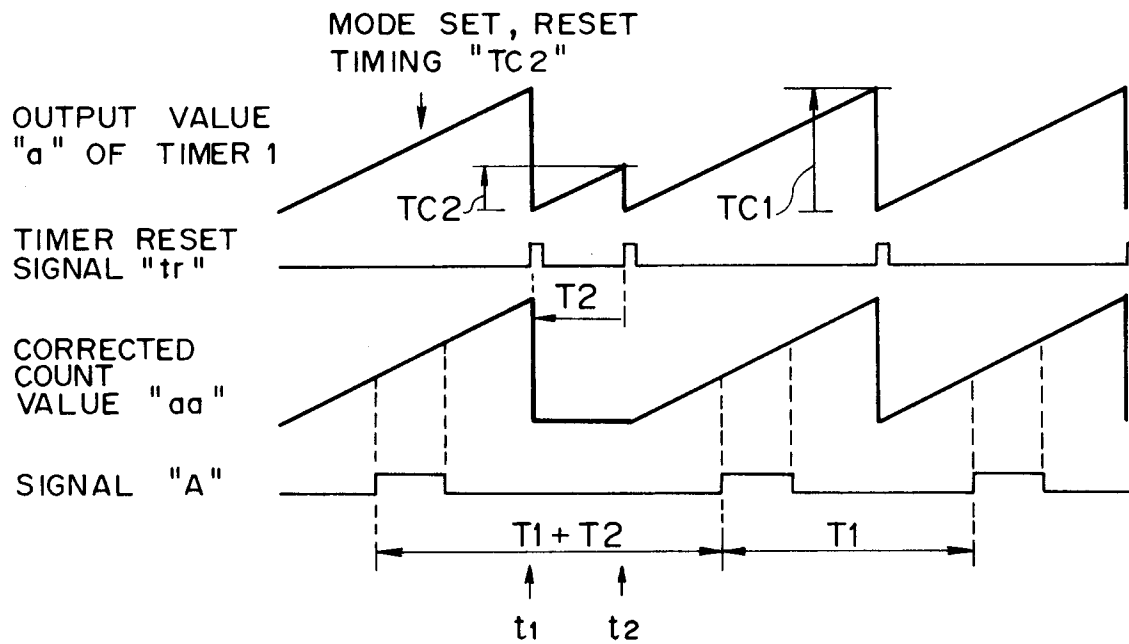 MODE SET, RESET
TIMING "TC2"
OUTPUT VALUE
"a" OF TIMER 1
TC2
TC1
TIMER RESET
SIGNAL "tr"
T2
CORRECTED
COUNT
VALUE "aa"
SIGNAL "A"
T1 + T2
T1
t1
t2